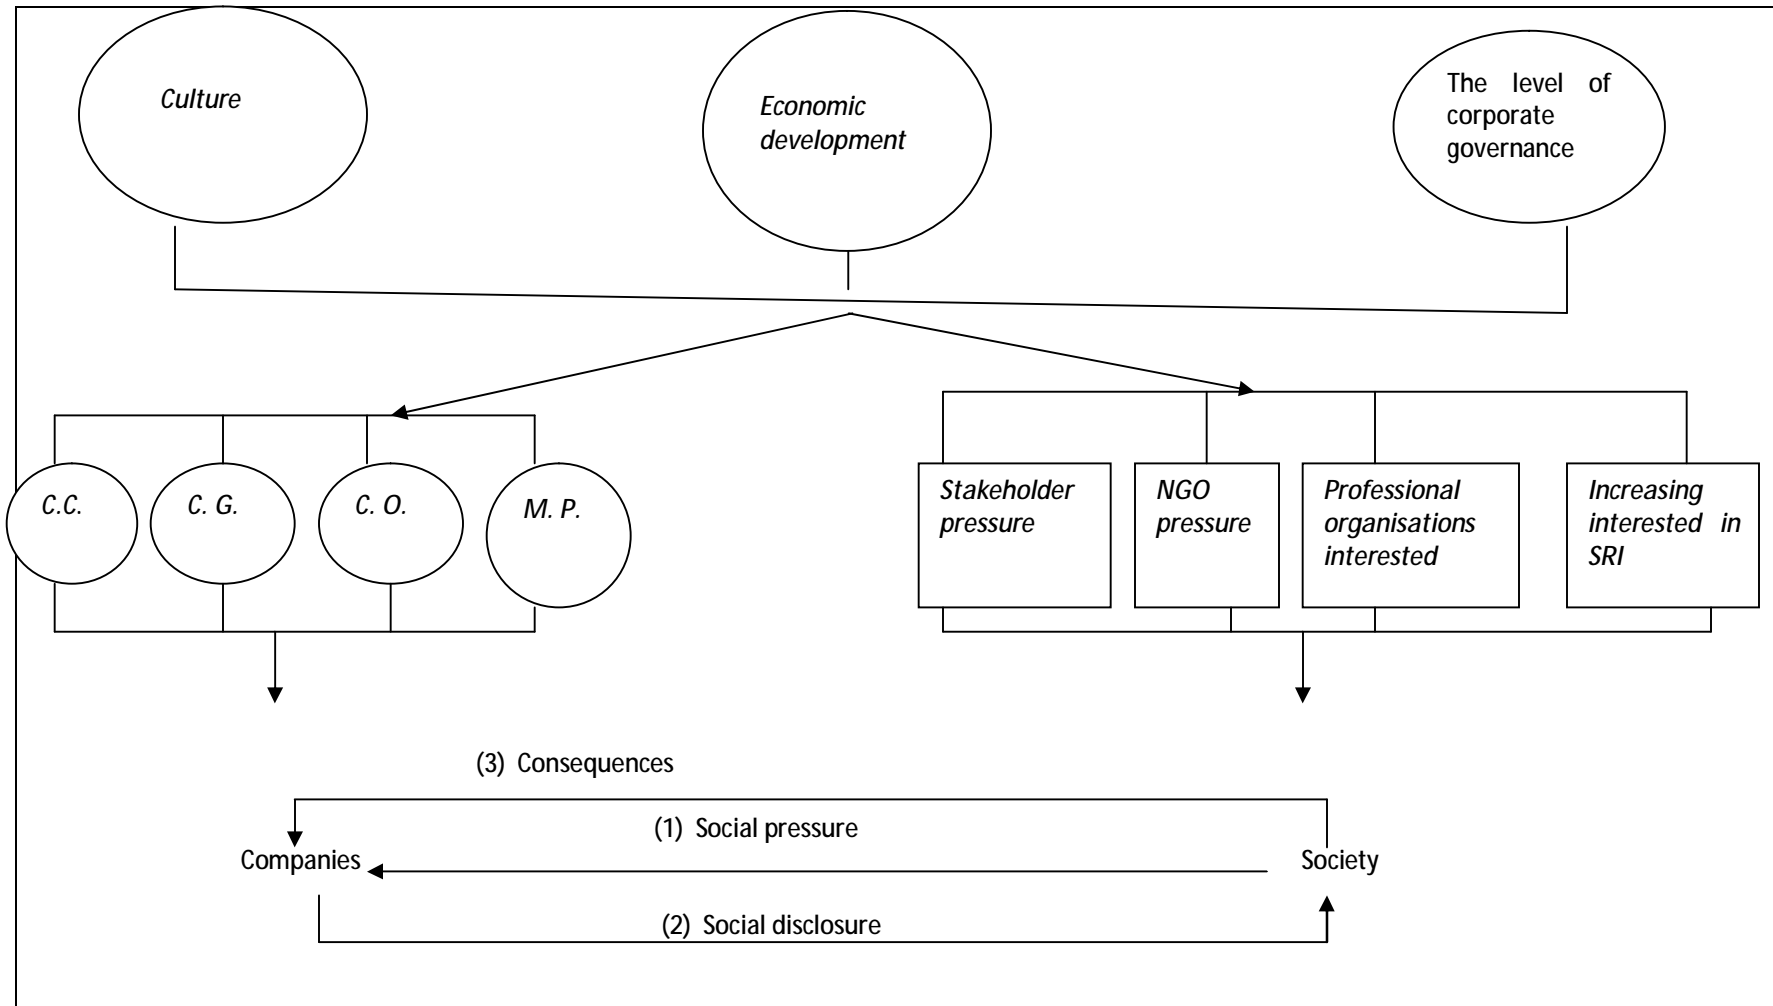 Culture
Economic
development
The level of
corporate
governance
C.C.
C. G.
C. O.
M. P.
Stakeholder
pressure
NGO
pressure
Professional
organisations
interested
Increasing
interested in
SRI
(3) Consequences
(1) Social pressure
Companies
Society
(2) Social disclosure